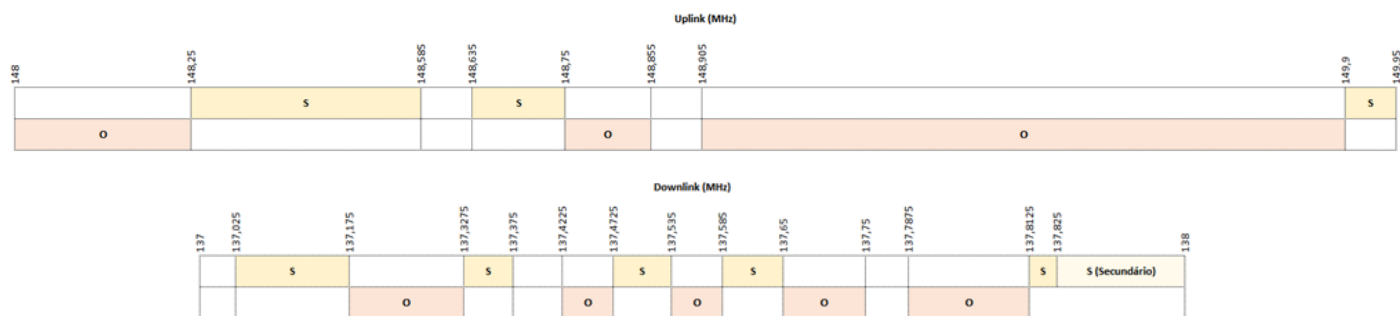 Uplink (MHz)
148 148,25 148,585 148,635 148,75 148,855 148,905 149,9 149,95
S S S
O O O
Downlink (MHz)
137 137,025 137,175 137,3275 137,375 137,4225 137,4725 137,535 137,585 137,65 137,75 137,7875 137,8125 137,825 138
S S S S S S (Secundário)
O O O O O